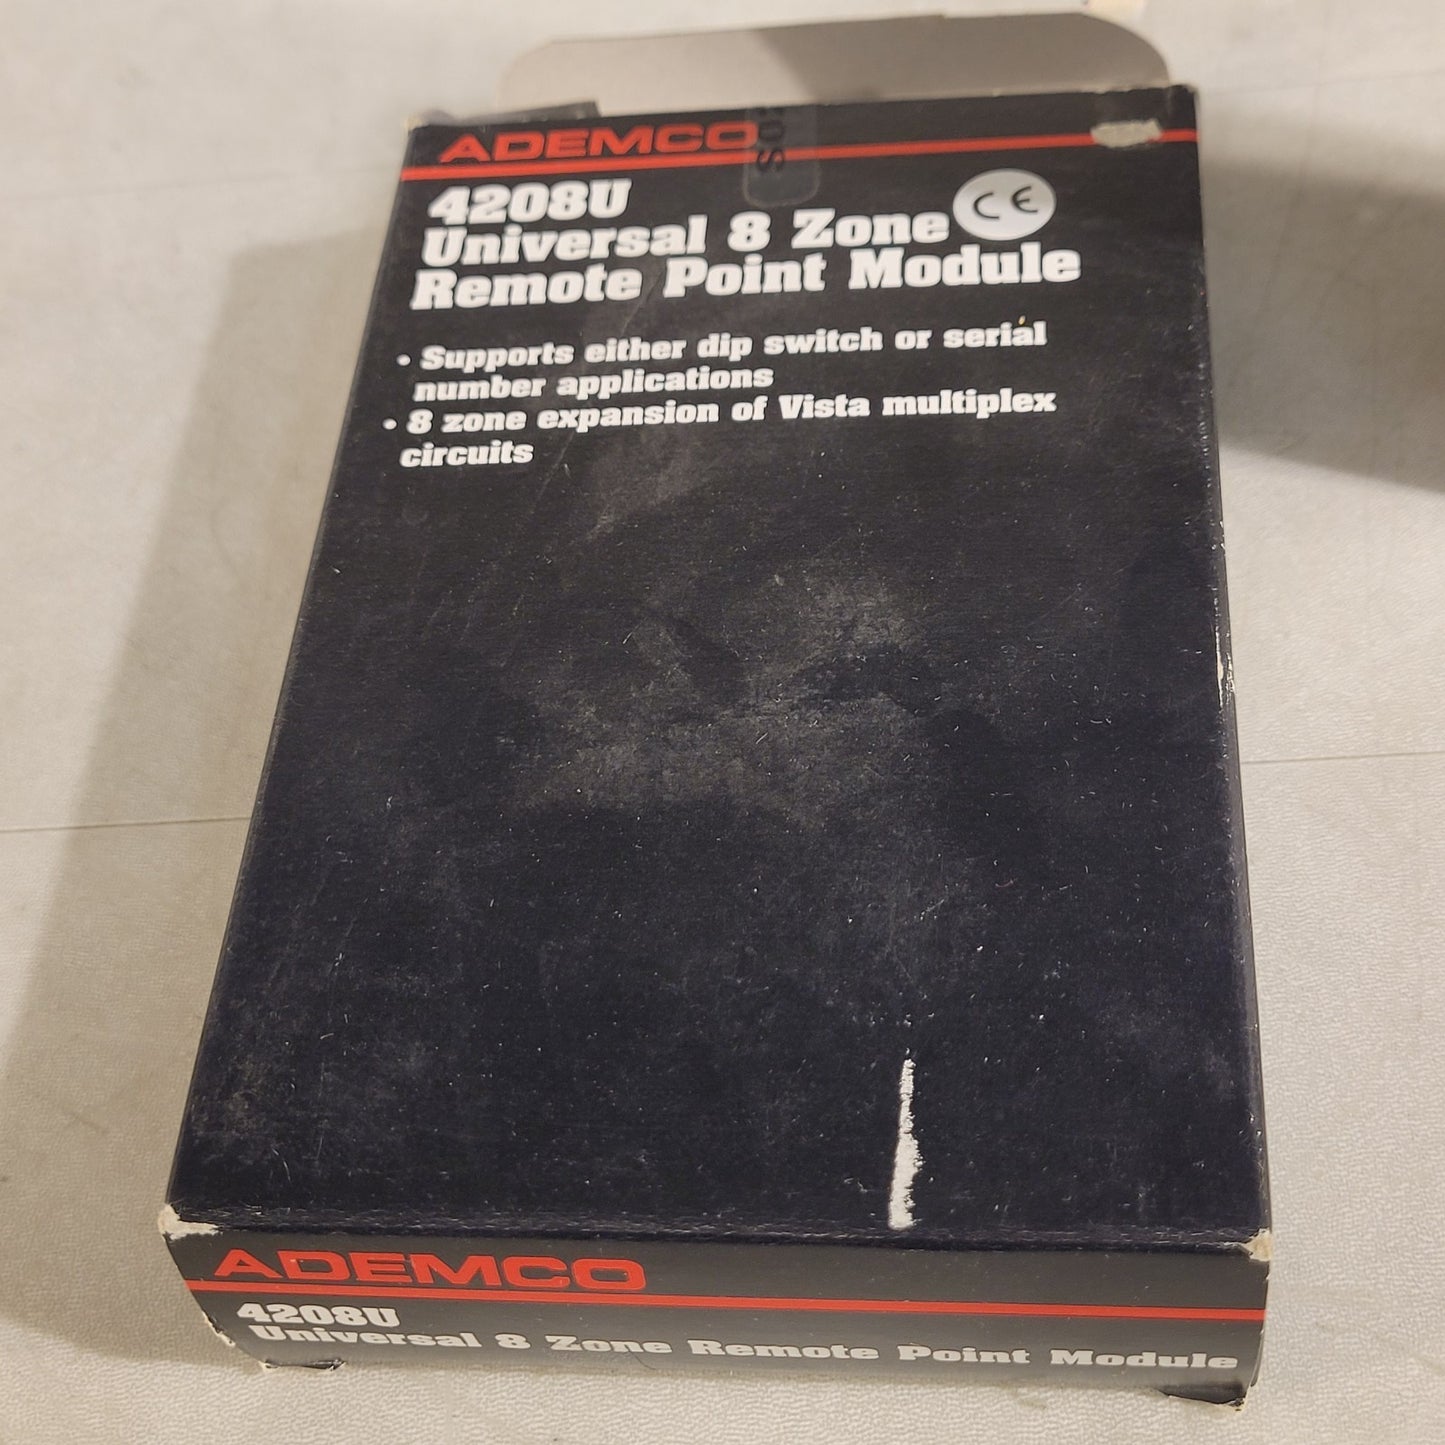 ADEMCO
4208U
Universal 8 Zone
Remote Point Module
CE
• Supports either dip switch or serial
number applications
• 8 zone expansion of Vista multiplex
circuits
ADEMCO
4208U
Universal 8 Zone Remote Point Module